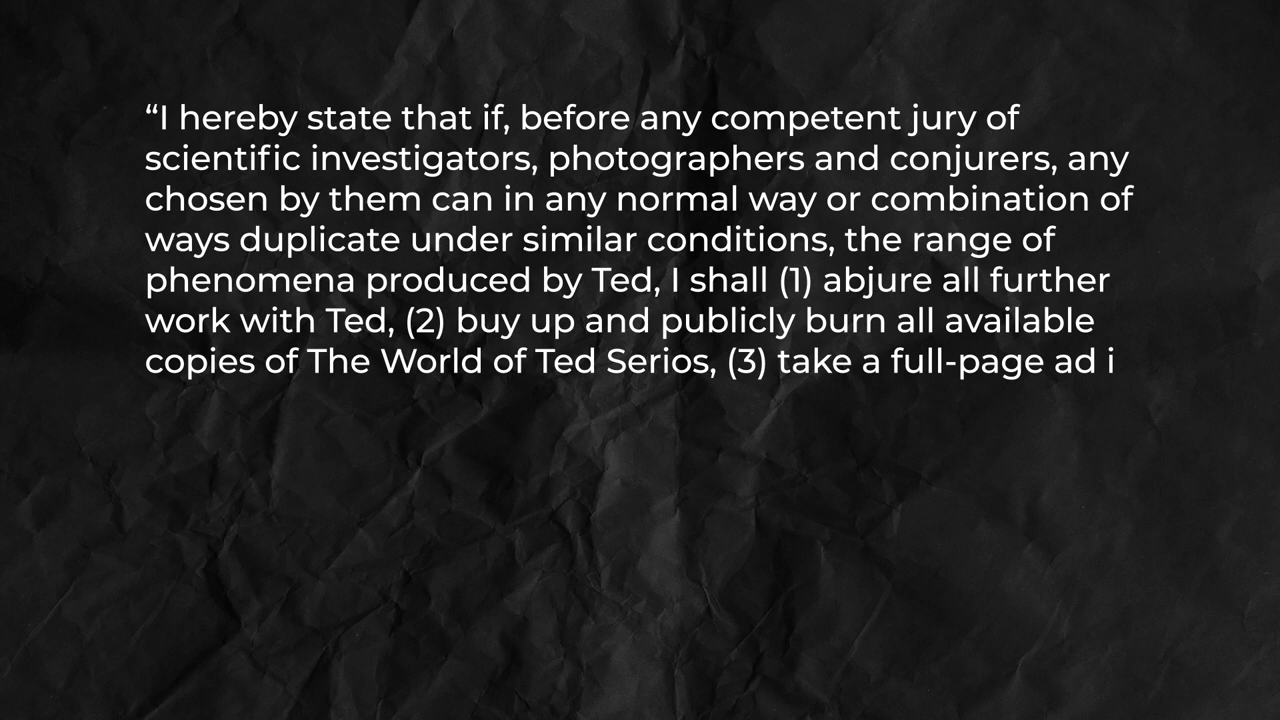 “I hereby state that if, before any competent jury of
scientific investigators, photographers and conjurers, any
chosen by them can in any normal way or combination of
ways duplicate under similar conditions, the range of
phenomena produced by Ted, I shall (1) abjure all further
work with Ted, (2) buy up and publicly burn all available
copies of The World of Ted Serios, (3) take a full-page ad i